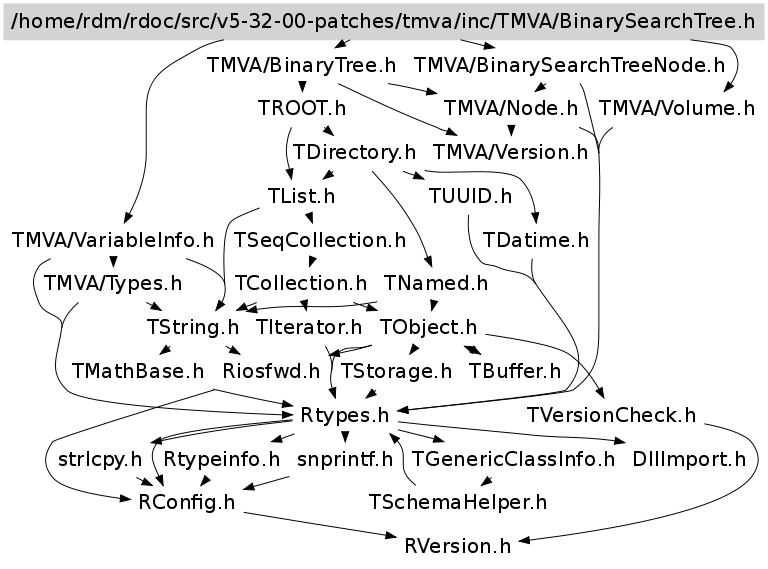 /home/rdm/rdoc/src/v5-32-00-patches/tmva/inc/TMVA/BinarySearchTree.h
TMVA/BinaryTree.h TMVA/BinarySearchTreeNode.h
TROOT.h TMVA/Node.h TMVA/Volume.h
TDirectory.h TMVA/Version.h
TList.h TUUID.h
TMVA/VariableInfo.h TSeqCollection.h TDatime.h
TMVA/Types.h TCollection.h TNamed.h
TString.h TIterator.h TObject.h
TMathBase.h Riosfwd.h TStorage.h TBuffer.h
Rtypes.h TVersionCheck.h
strlcpy.h Rtypeinfo.h snprintf.h TGenericClassInfo.h DllImport.h
RConfig.h TSchemaHelper.h
RVersion.h